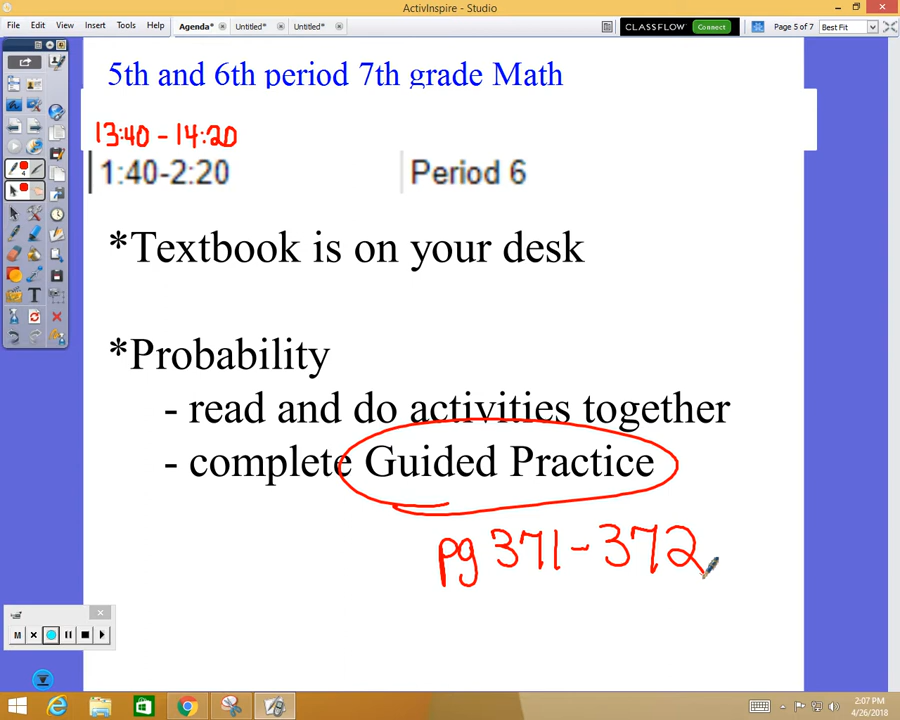 ActivInspire - Studio
File Edit View Insert Tools Help Agenda* Untitled* Untitled* CLASSFLOW Connect Page 5 of 7 Best Fit
5th and 6th period 7th grade Math
13:40 - 14:20
1:40-2:20 Period 6
*Textbook is on your desk
*Probability
- read and do activities together
- complete Guided Practice
pg 371-372
4
T
M
2:07 PM
4/26/2018